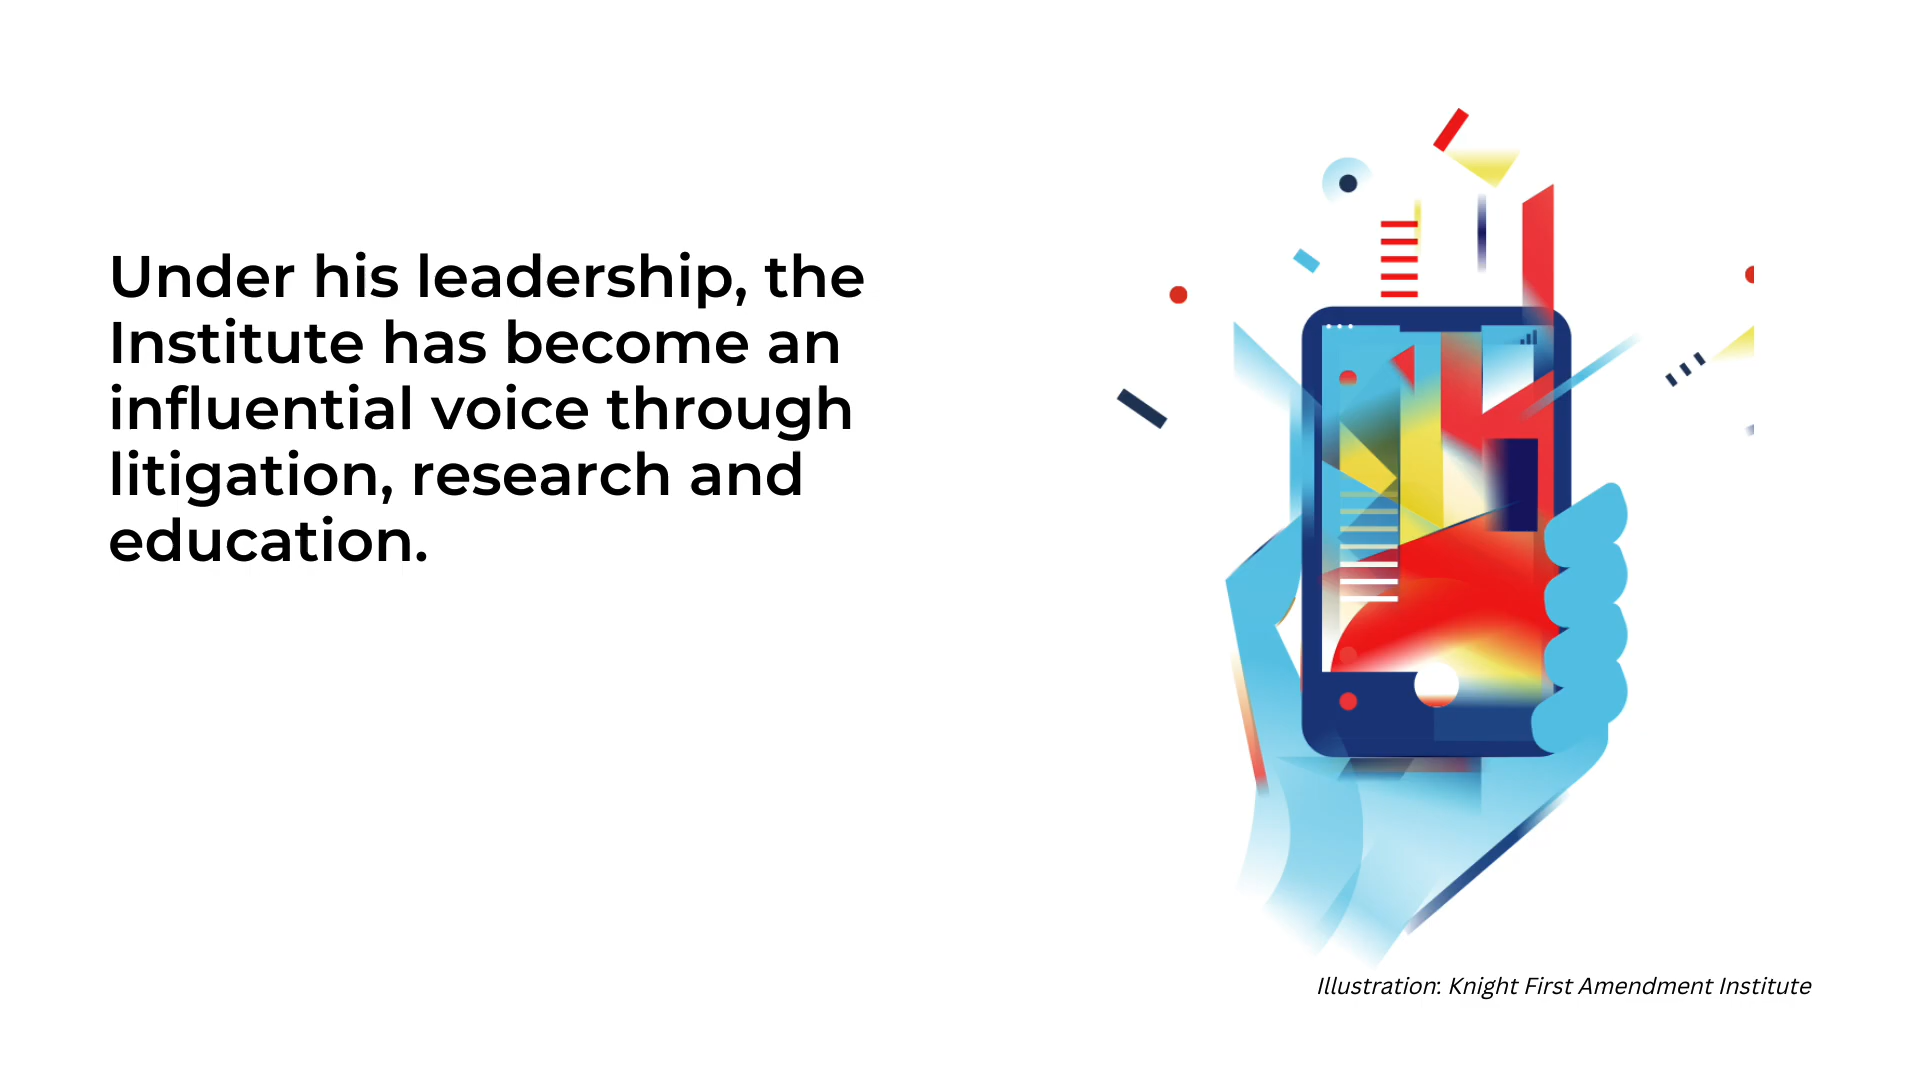 Under his leadership, the
Institute has become an
influential voice through
litigation, research and
education.
Illustration: Knight First Amendment Institute